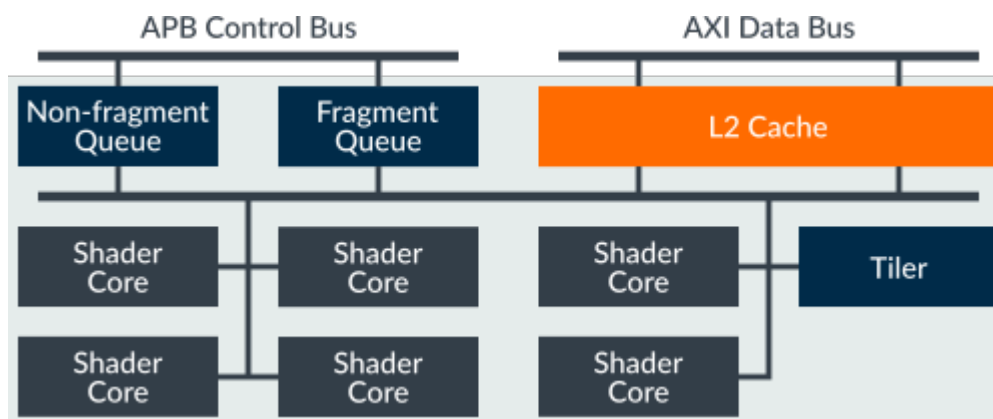 APB Control Bus
AXI Data Bus
Non-fragment
Queue
Fragment
Queue
L2 Cache
Shader
Core
Shader
Core
Shader
Core
Tiler
Shader
Core
Shader
Core
Shader
Core